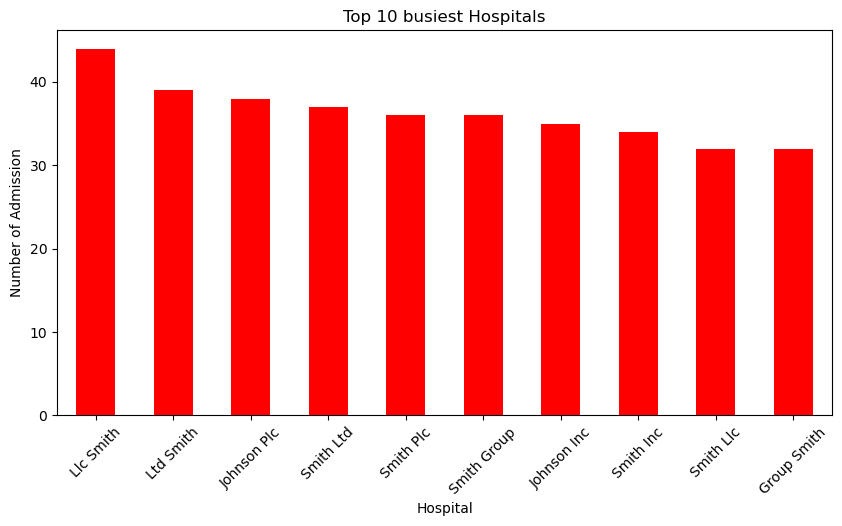 Top 10 busiest Hospitals
Number of Admission
40
30
20
10
0
Llc Smith
Ltd Smith
Johnson Plc
Smith Ltd
Smith Plc
Smith Group
Johnson Inc
Smith Inc
Smith Llc
Group Smith
Hospital